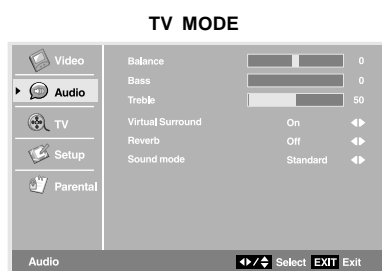 TV MODE
Video
Audio
TV
Setup
Parental
Balance 0
Bass 0
Treble 50
Virtual Surround On
Reverb Off
Sound mode Standard
Audio
Select EXIT Exit